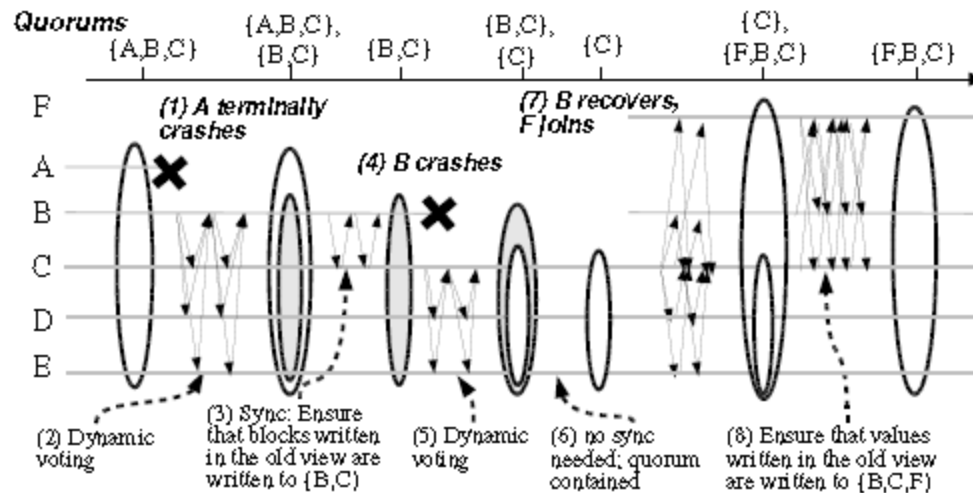 Quorums
{A,B,C}
{A,B,C},
{B,C}
{B,C}
{B,C},
{C}
{C}
{C},
{F,B,C}
{F,B,C}
F
A
B
C
D
E
(1) A terminally
crashes
(4) B crashes
(7) B recovers,
F joins
(2) Dynamic
voting
(3) Sync: Ensure
that blocks written
in the old view are
written to {B,C}
(5) Dynamic
voting
(6) no sync
needed; quorum
contained
(8) Ensure that values
written in the old view
are written to {B,C,F}